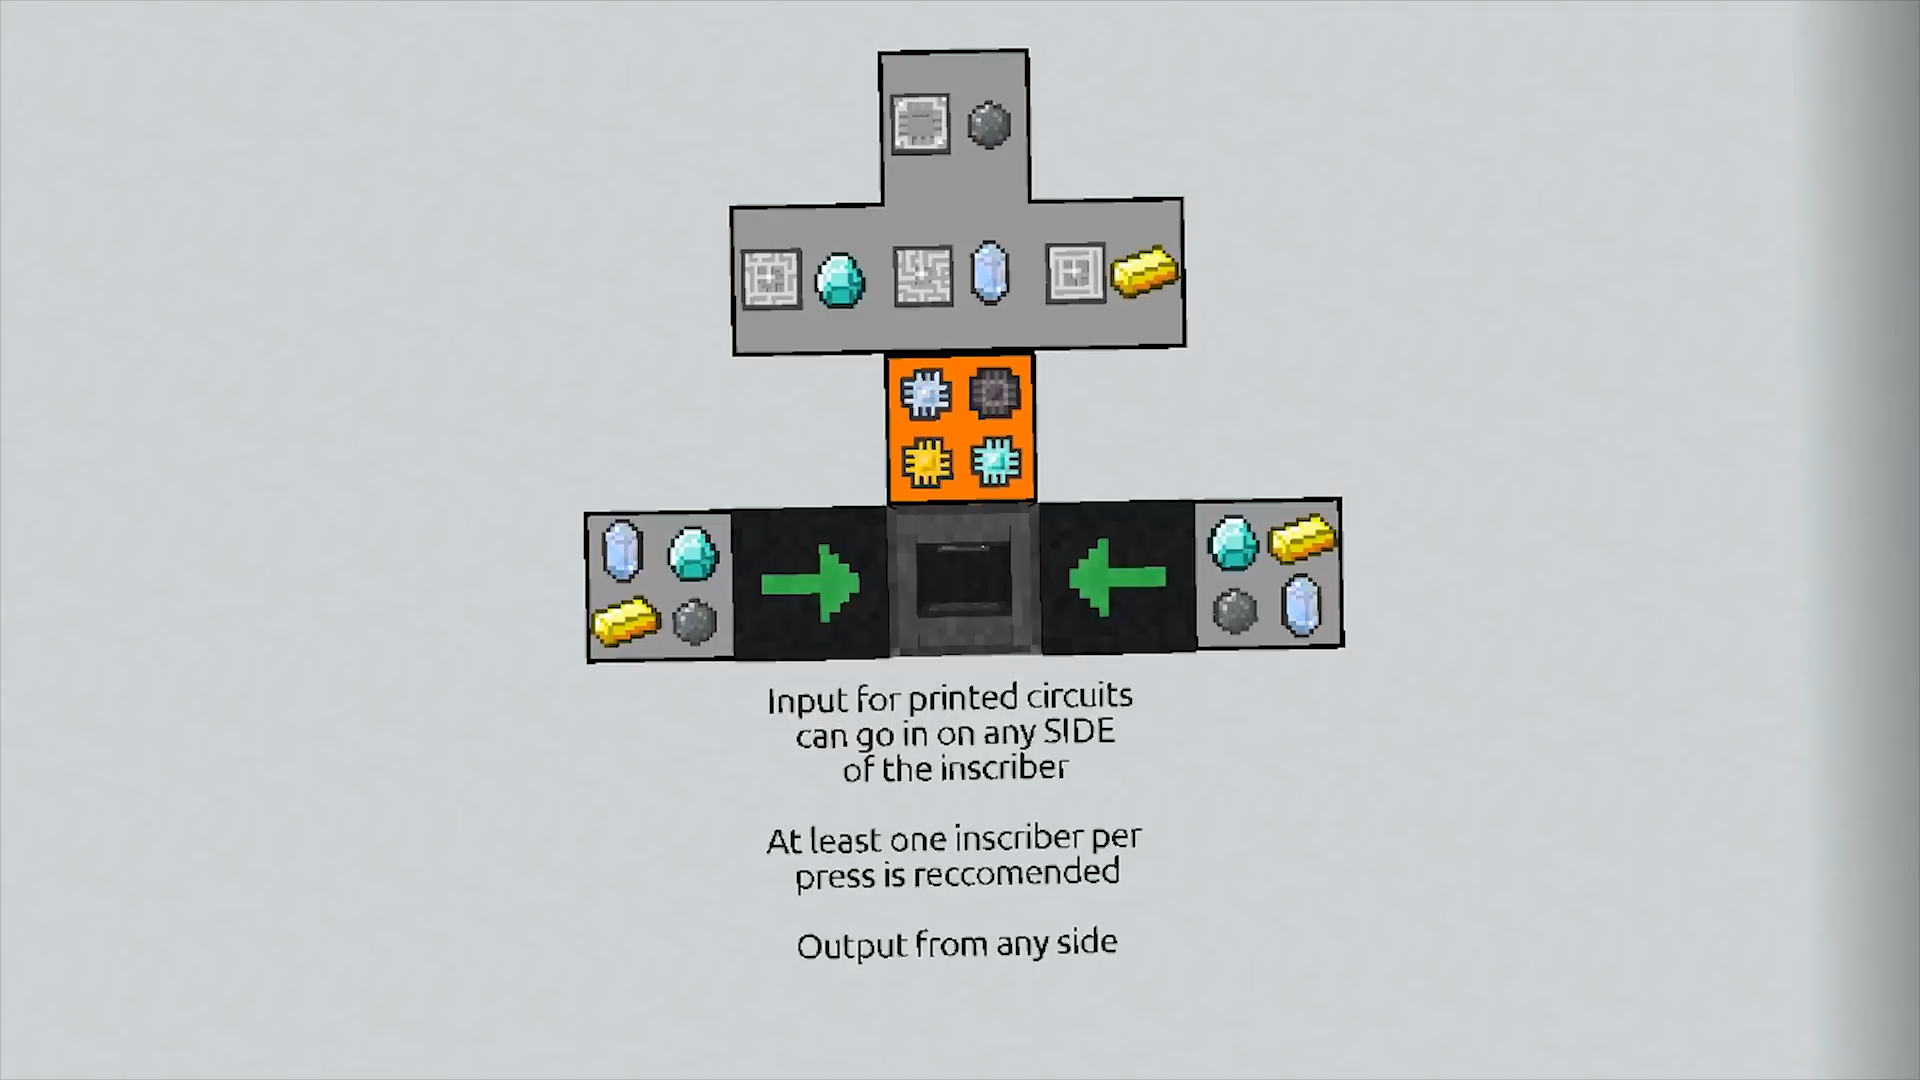 Input for printed circuits
can go in on any SIDE
of the inscriber
At least one inscriber per
press is reccomended
Output from any side